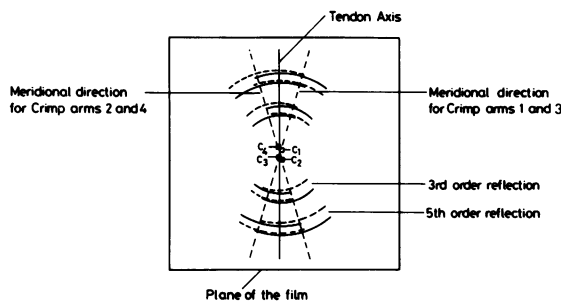 Tendon Axis
Meridional direction
for Crimp arms 2 and 4
Meridional direction
for Crimp arms 1 and 3
C4 C1
C3 C2
3rd order reflection
5th order reflection
Plane of the film